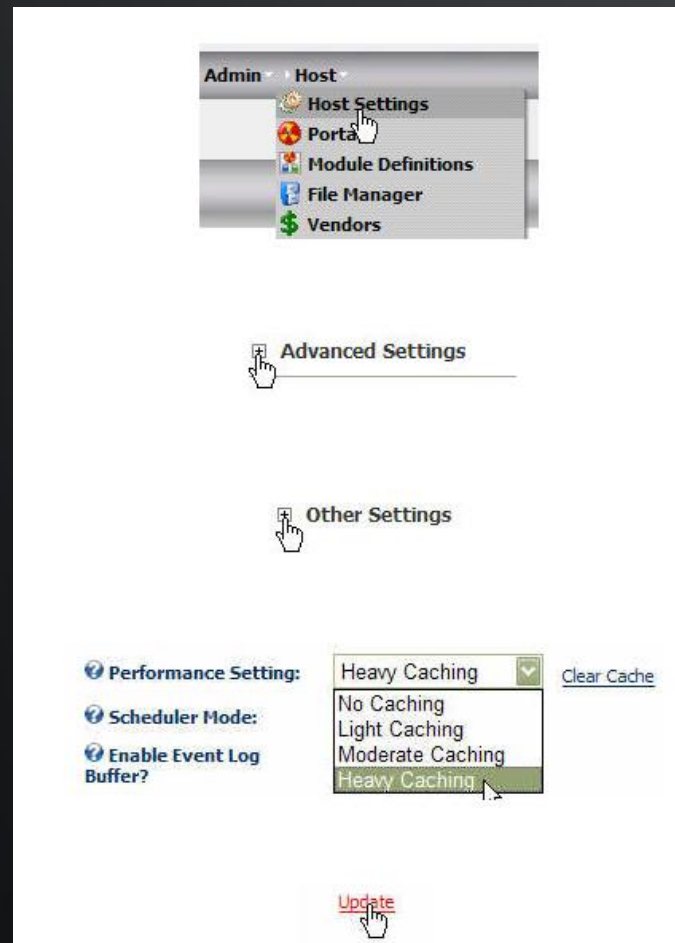 Admin Host
Host Settings
Portals
Module Definitions
File Manager
Vendors
Advanced Settings
Other Settings
Performance Setting: Heavy Caching Clear Cache
No Caching
Scheduler Mode:
Light Caching
Enable Event Log
Moderate Caching
Buffer?
Heavy Caching
Update